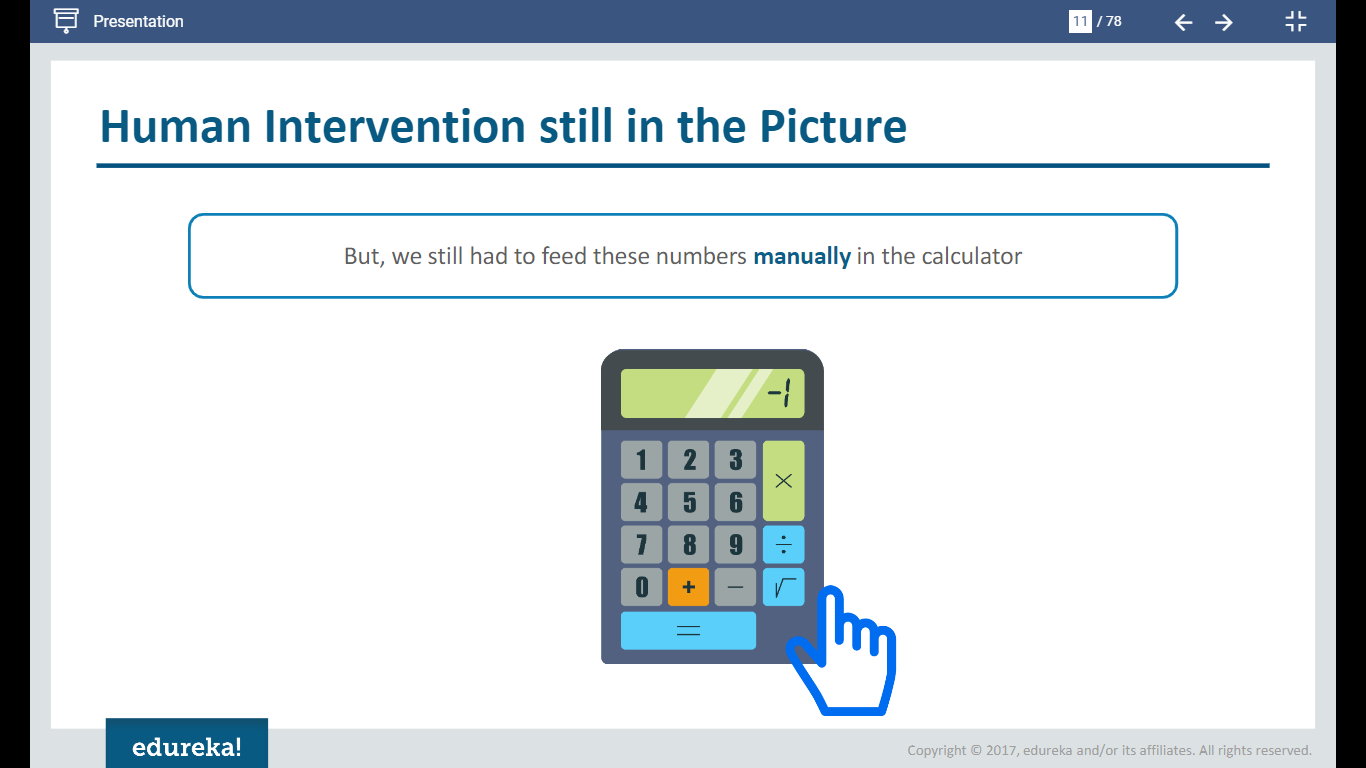 Presentation
11 / 78
Human Intervention still in the Picture
But, we still had to feed these numbers manually in the calculator
-1
1 2 3 ×
4 5 6
7 8 9 ÷
0 + − √
=
edureka!
Copyright © 2017, edureka and/or its affiliates. All rights reserved.